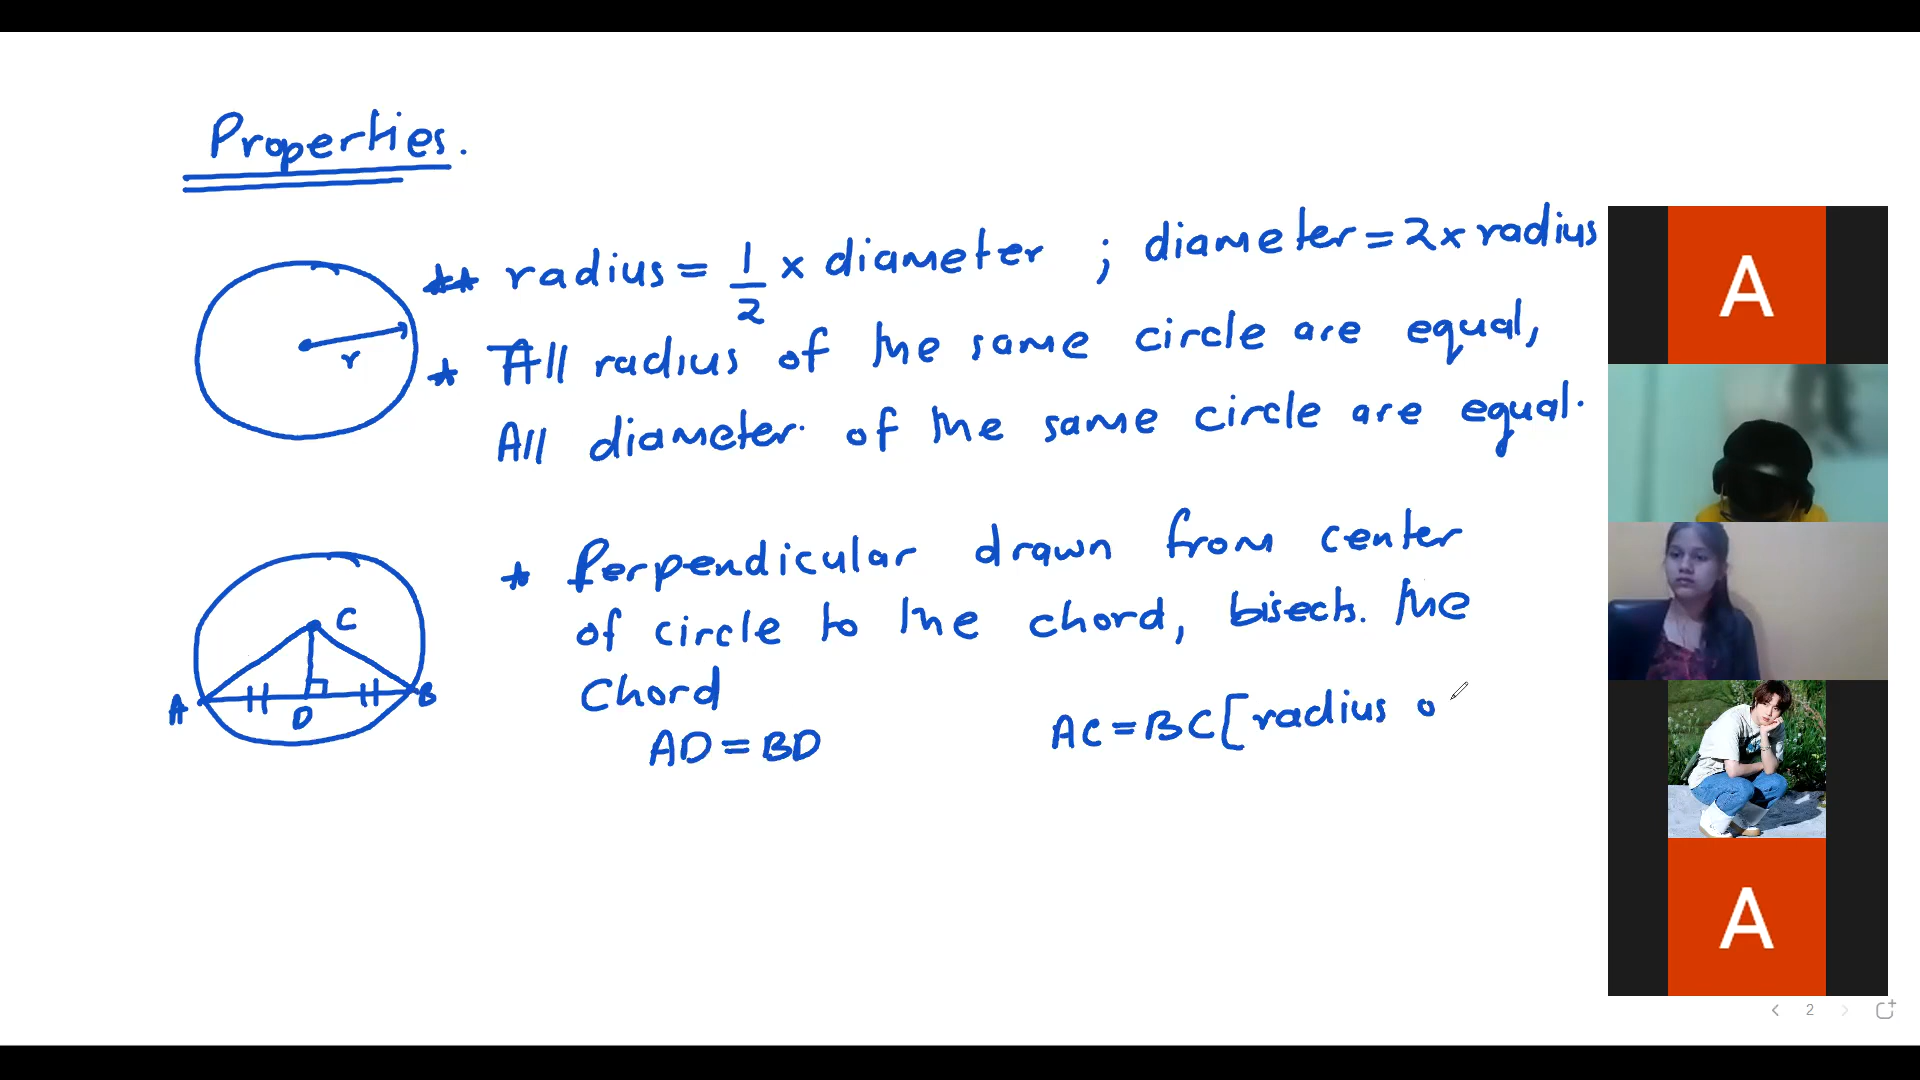 Properties.
** radius = 1/2 x diameter ; diameter = 2 x radius
r
* All radius of the same circle are equal,
All diameter. of the same circle are equal.
* Perpendicular drawn from center
of circle to the chord, bisects. the
Chord
C
A
D
B
AD = BD
AC = BC [radius o
A
A
2